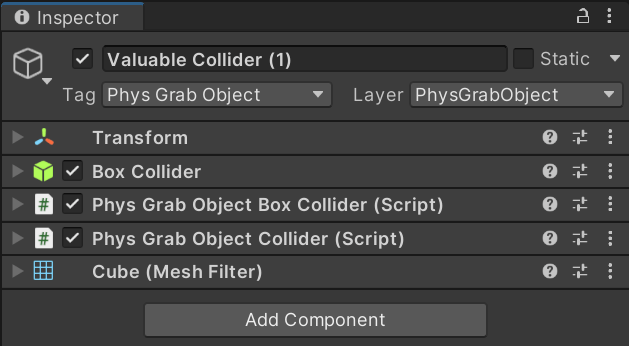 Inspector
Valuable Collider (1) Static
Tag Phys Grab Object Layer PhysGrabObject
Transform
Box Collider
# Phys Grab Object Box Collider (Script)
# Phys Grab Object Collider (Script)
Cube (Mesh Filter)
Add Component